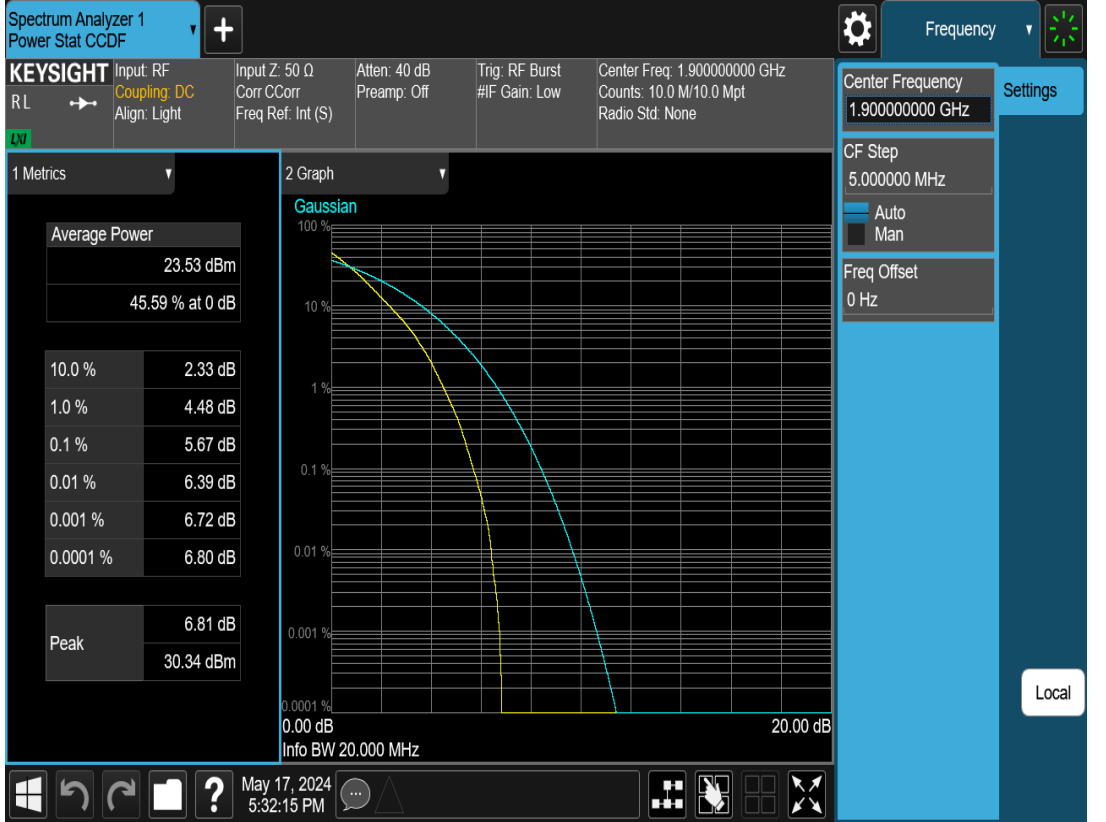 Spectrum Analyzer 1
Power Stat CCDF
+
Frequency
KEYSIGHT
RL
LXI
Input: RF
Coupling: DC
Align: Light
Input Z: 50 Ω
Corr CCorr
Freq Ref: Int (S)
Atten: 40 dB
Preamp: Off
Trig: RF Burst
#IF Gain: Low
Center Freq: 1.900000000 GHz
Counts: 10.0 M/10.0 Mpt
Radio Std: None
Center Frequency
1.900000000 GHz
Settings
CF Step
5.000000 MHz
Auto
Man
Freq Offset
0 Hz
1 Metrics
Average Power
23.53 dBm
45.59 % at 0 dB
10.0 % 2.33 dB
1.0 % 4.48 dB
0.1 % 5.67 dB
0.01 % 6.39 dB
0.001 % 6.72 dB
0.0001 % 6.80 dB
Peak
6.81 dB
30.34 dBm
2 Graph
Gaussian
100 %
10 %
1 %
0.1 %
0.01 %
0.001 %
0.0001 %
0.00 dB 20.00 dB
Info BW 20.000 MHz
Local
?
May 17, 2024
5:32:15 PM